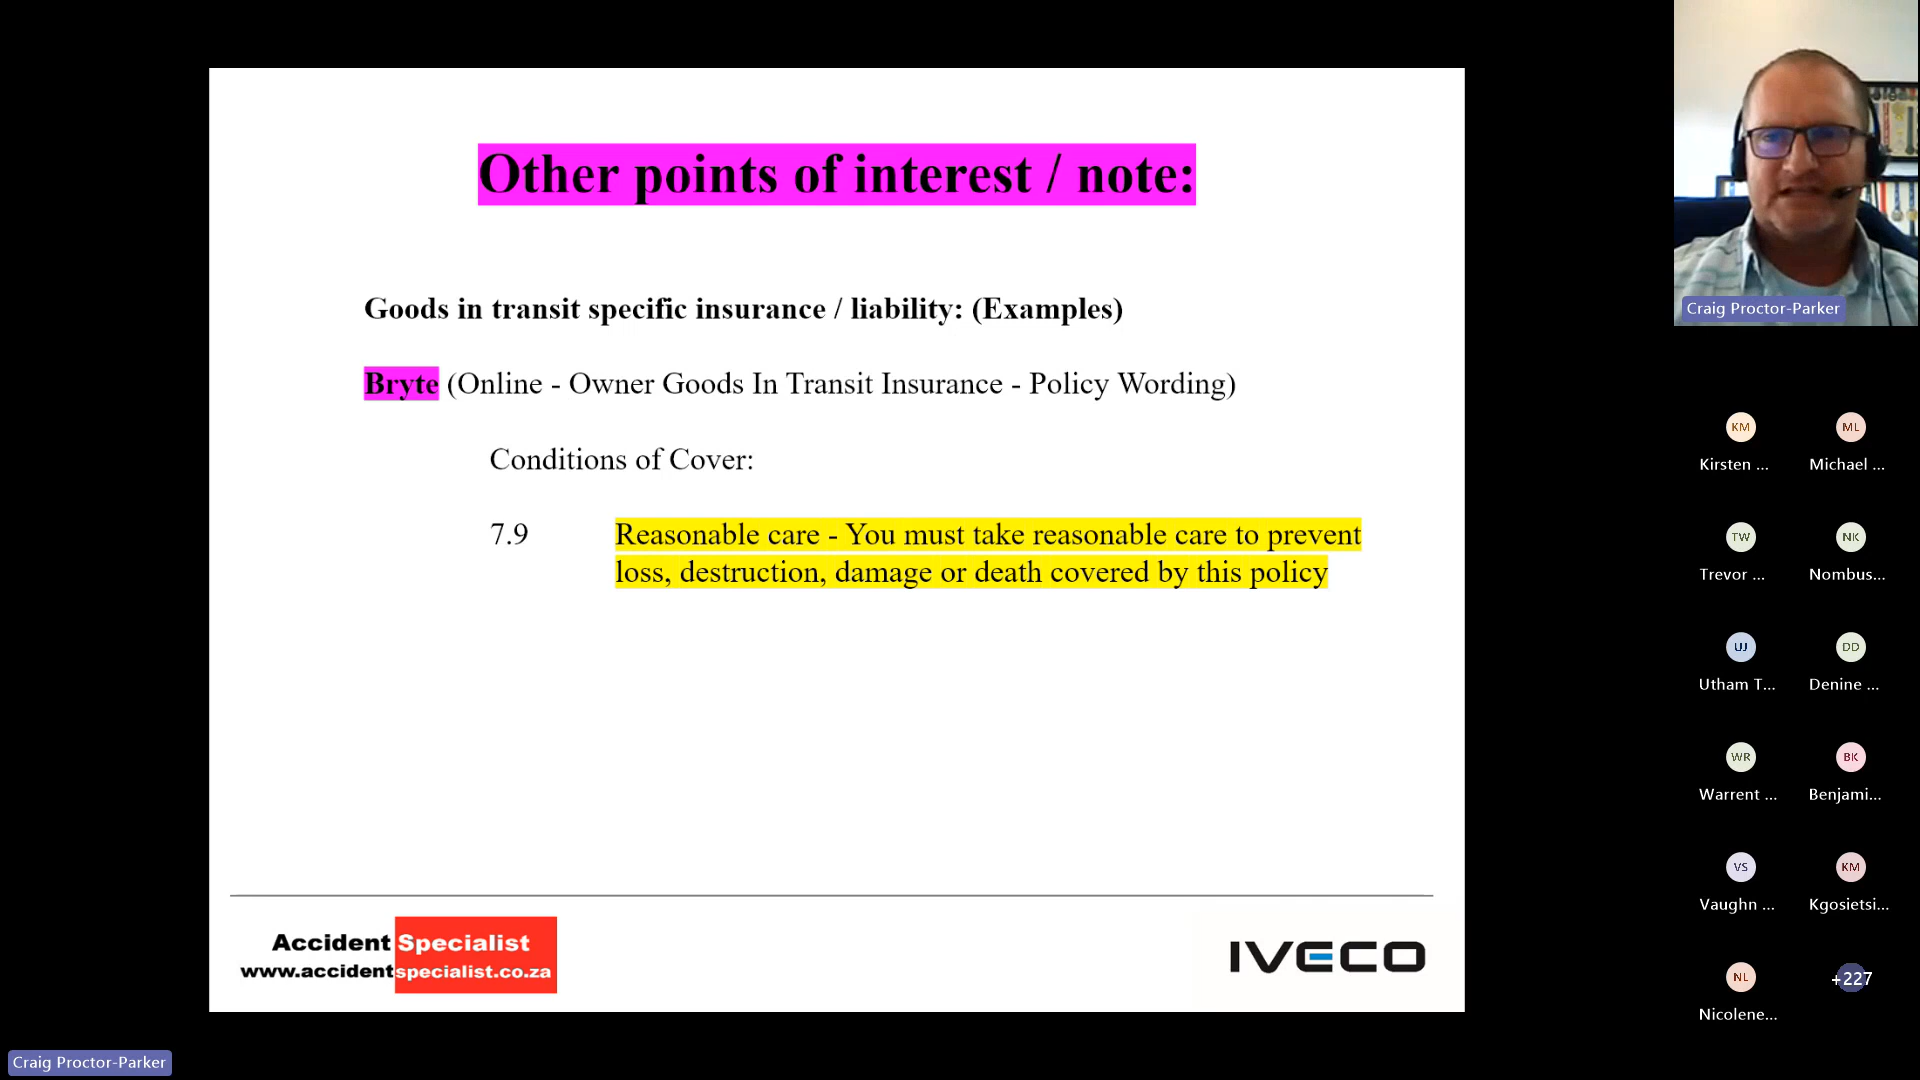 Other points of interest / note:
Goods in transit specific insurance / liability: (Examples)
Bryte (Online - Owner Goods In Transit Insurance - Policy Wording)
Conditions of Cover:
7.9 Reasonable care - You must take reasonable care to prevent
loss, destruction, damage or death covered by this policy
Accident Specialist
www.accidentspecialist.co.za
IVECO
Craig Proctor-Parker
KM
ML
Kirsten ...
Michael ...
TW
NK
Trevor ...
Nombus...
UJ
DD
Utham T...
Denine ...
WR
BK
Warrent ...
Benjami...
VS
KM
Vaughn ...
Kgosietsi...
NL
+227
Nicolene...
Craig Proctor-Parker